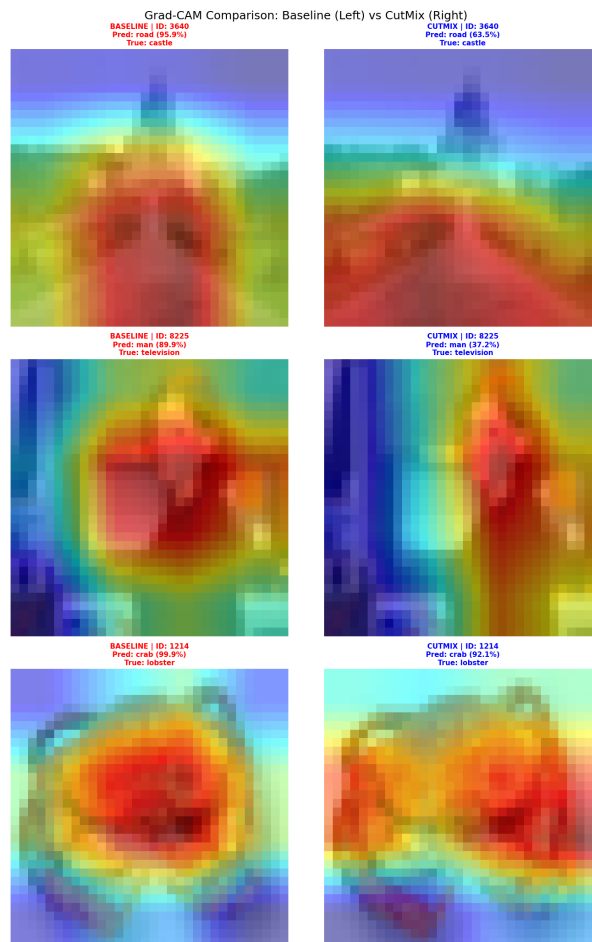 Grad-CAM Comparison: Baseline (Left) vs CutMix (Right)
BASELINE | ID: 3640
Pred: road (95.9%)
True: castle
CUTMIX | ID: 3640
Pred: road (63.5%)
True: castle
BASELINE | ID: 8225
Pred: man (89.9%)
True: television
CUTMIX | ID: 8225
Pred: man (37.2%)
True: television
BASELINE | ID: 1214
Pred: crab (99.9%)
True: lobster
CUTMIX | ID: 1214
Pred: crab (92.1%)
True: lobster